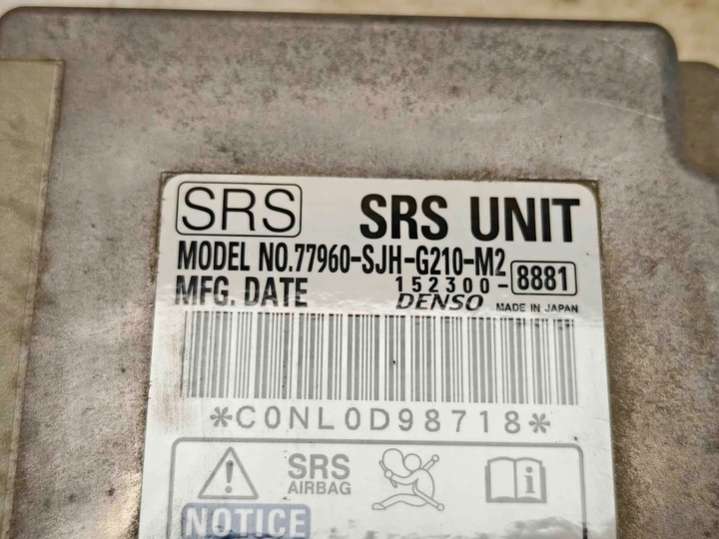 SRS SRS UNIT
MODEL NO.77960-SJH-G210-M2
MFG. DATE 152300-8881
DENSO MADE IN JAPAN
*C0NL0D98718*
SRS
AIRBAG
NOTICE